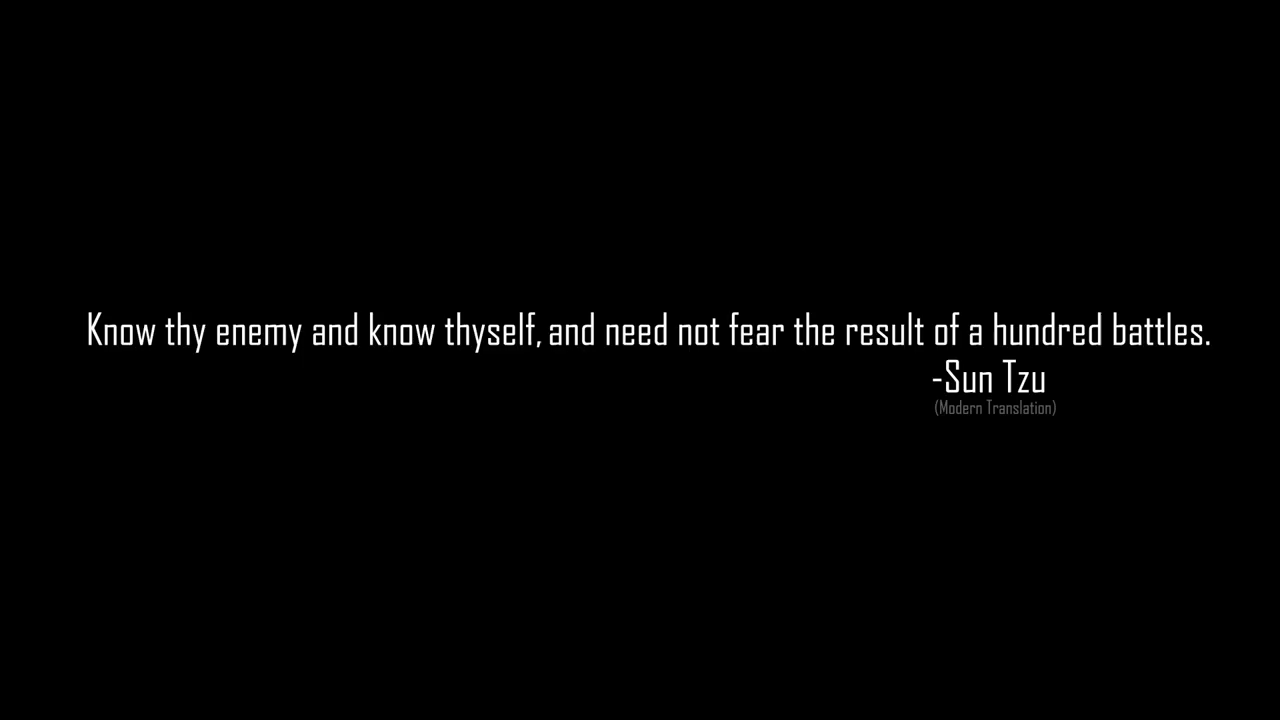 Know thy enemy and know thyself, and need not fear the result of a hundred battles.
-Sun Tzu
(Modern Translation)